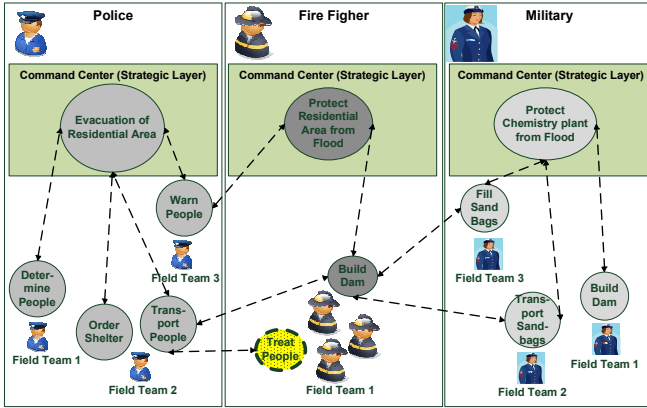 Police
Fire Figher
Military
Command Center (Strategic Layer)
Command Center (Strategic Layer)
Command Center (Strategic Layer)
Evacuation of
Residential Area
Protect
Residential
Area from
Flood
Protect
Chemistry plant
from Flood
Warn
People
Field Team 3
Fill
Sand
Bags
Field Team 3
Deter-
mine
People
Field Team 1
Order
Shelter
Trans-
port
People
Field Team 2
Build
Dam
Treat
People
Field Team 1
Trans-
port
Sand-
bags
Field Team 2
Build
Dam
Field Team 1